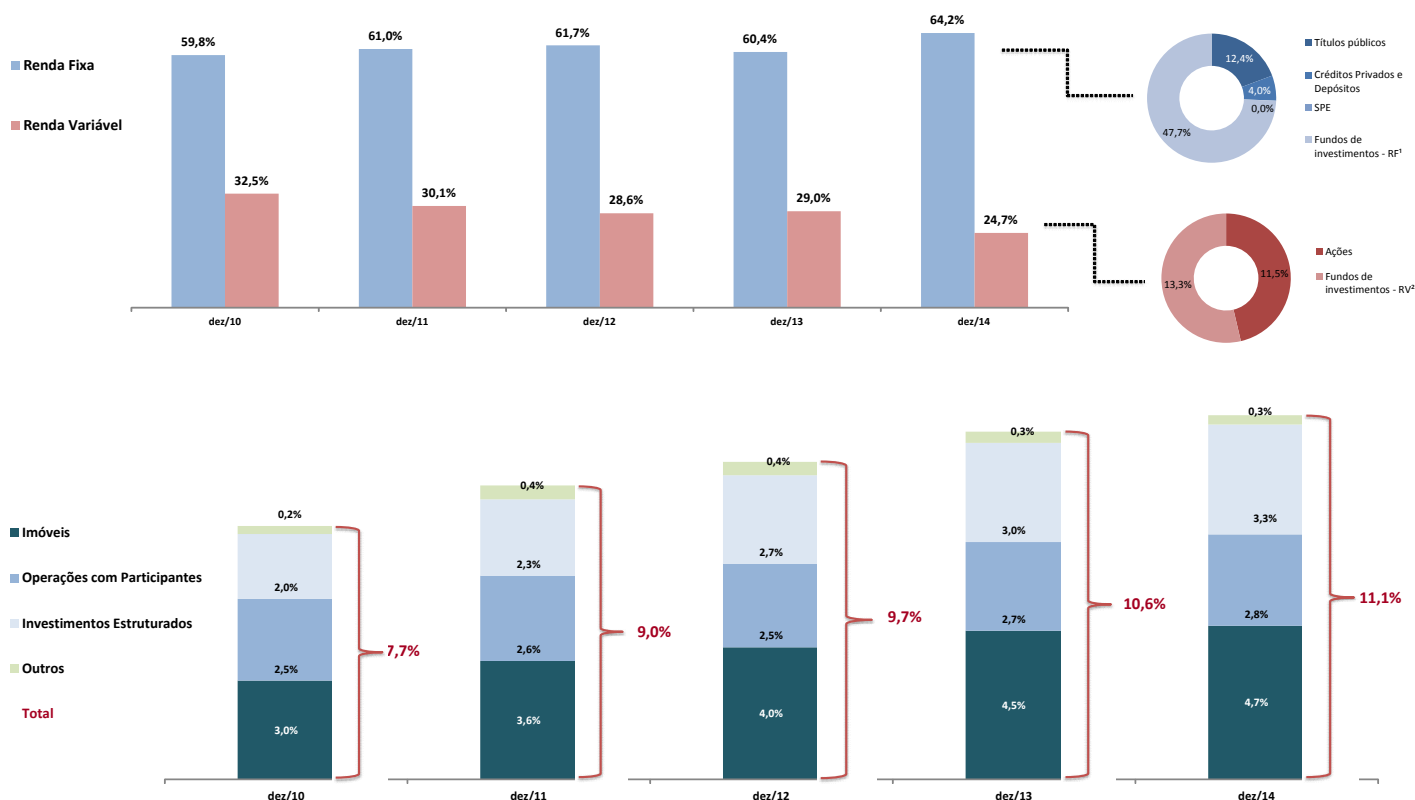 Renda Fixa
Renda Variável
59,8%
32,5%
61,0%
30,1%
61,7%
28,6%
60,4%
29,0%
64,2%
24,7%
dez/10
dez/11
dez/12
dez/13
dez/14
12,4%
4,0%
0,0%
47,7%
Títulos públicos
Créditos Privados e
Depósitos
SPE
Fundos de
investimentos - RF¹
11,5%
13,3%
Ações
Fundos de
investimentos - RV²
Imóveis
Operações com Participantes
Investimentos Estruturados
Outros
Total
0,2%
2,0%
2,5%
3,0%
7,7%
0,4%
2,3%
2,6%
3,6%
9,0%
0,4%
2,7%
2,5%
4,0%
9,7%
0,3%
3,0%
2,7%
4,5%
10,6%
0,3%
3,3%
2,8%
4,7%
11,1%
dez/10
dez/11
dez/12
dez/13
dez/14